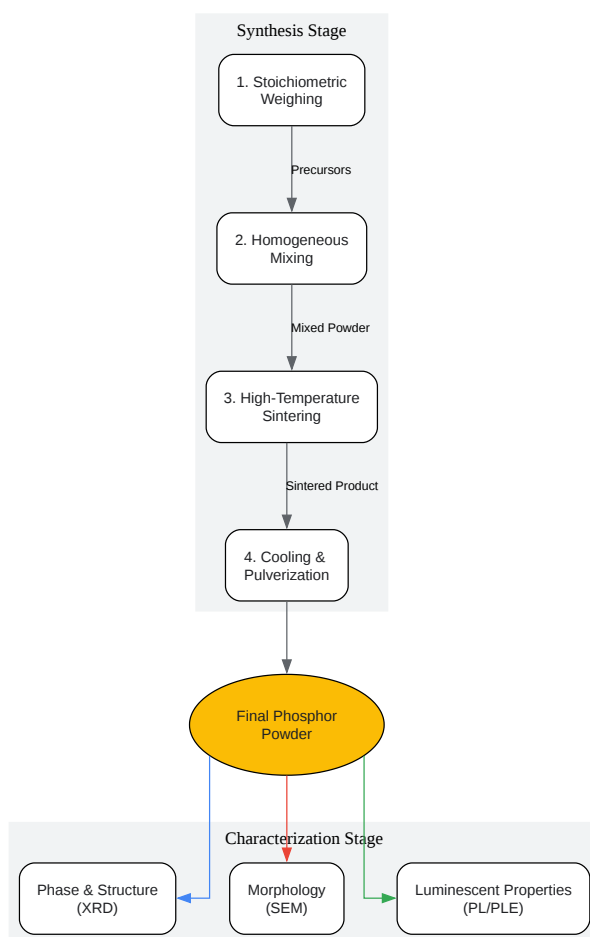 Synthesis Stage
1. Stoichiometric
Weighing
Precursors
2. Homogeneous
Mixing
Mixed Powder
3. High-Temperature
Sintering
Sintered Product
4. Cooling &
Pulverization
Final Phosphor
Powder
Characterization Stage
Phase & Structure
(XRD)
Morphology
(SEM)
Luminescent Properties
(PL/PLE)